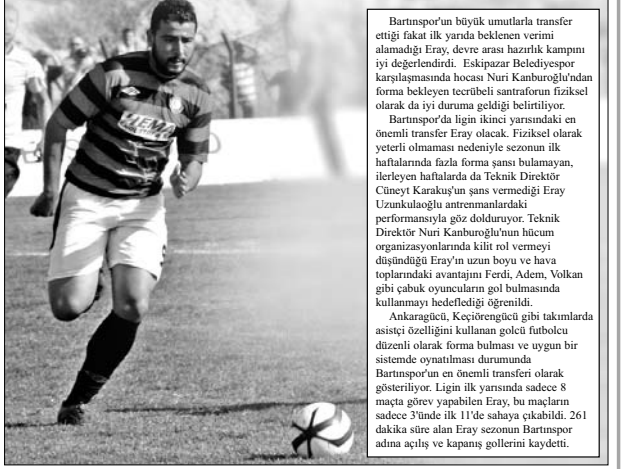 Bartınspor'un büyük umutlarla transfer
ettiği fakat ilk yarıda beklenen verimi
alamadığı Eray, devre arası hazırlık kampını
iyi değerlendirdi. Eskipazar Belediyespor
karşılaşmasında hocası Nuri Kanburoğlu'ndan
forma bekleyen tecrübeli santraforun fiziksel
olarak da iyi duruma geldiği belirtiliyor.
Bartınspor'da ligin ikinci yarısındaki en
önemli transfer Eray olacak. Fiziksel olarak
yeterli olmaması nedeniyle sezonun ilk
haftalarında fazla forma şansı bulamayan,
ilerleyen haftalarda da Teknik Direktör
Cüneyt Karakuş'un şans vermediği Eray
Uzunkulaoğlu antrenmanlardaki
performansıyla göz dolduruyor. Teknik
Direktör Nuri Kanburoğlu'nun hücum
organizasyonlarında kilit rol vermeyi
düşündüğü Eray'ın uzun boyu ve hava
toplarındaki avantajını Ferdi, Adem, Volkan
gibi çabuk oyuncuların gol bulmasında
kullanmayı hedeflediği öğrenildi.
Ankaragücü, Keçiörengücü gibi takımlarda
asistçi özelliğini kullanan golcü futbolcu
düzenli olarak forma bulması ve uygun bir
sistemde oynatılması durumunda
Bartınspor'un en önemli transferi olarak
gösteriliyor. Ligin ilk yarısında sadece 8
maçta görev yapabilen Eray, bu maçların
sadece 3'ünde ilk 11'de sahaya çıkabildi. 261
dakika süre alan Eray sezonun Bartınspor
adına açılış ve kapanış gollerini kaydetti.